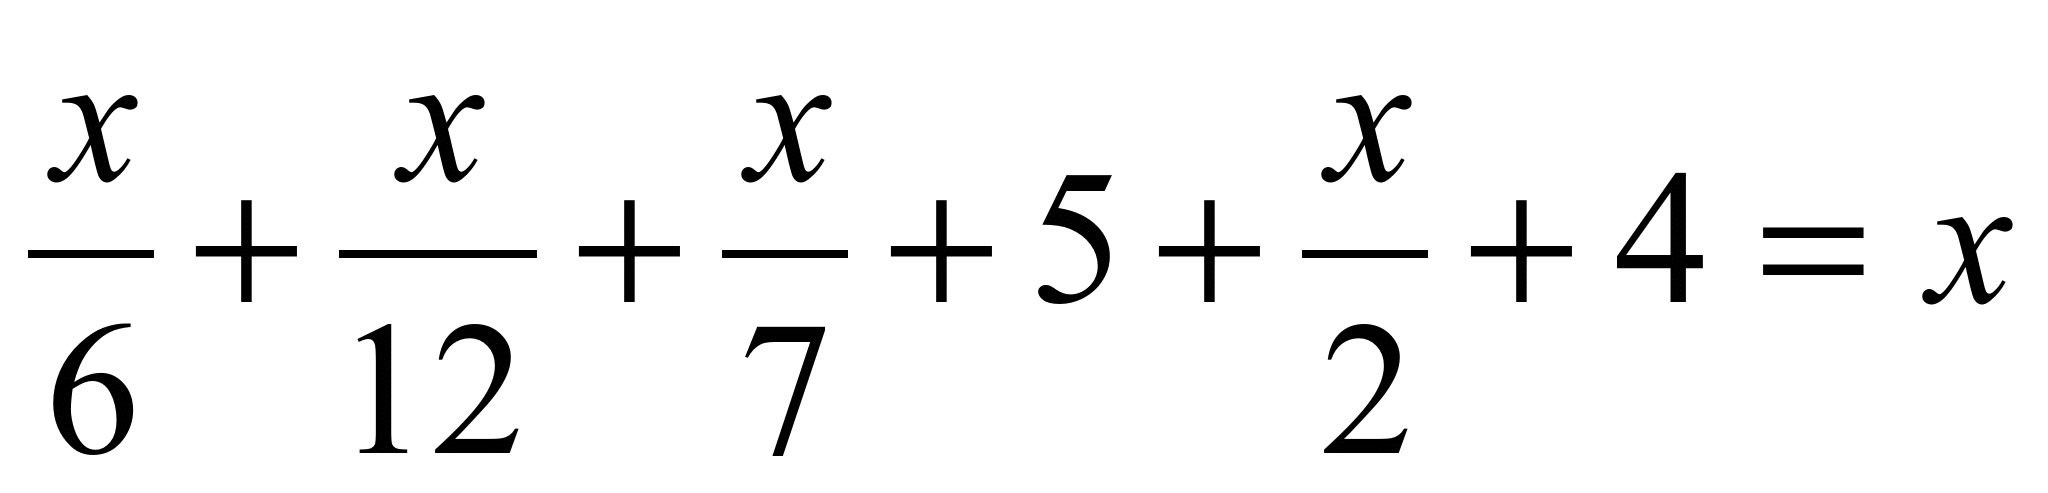 x/6 + x/12 + x/7 + 5 + x/2 + 4 = x